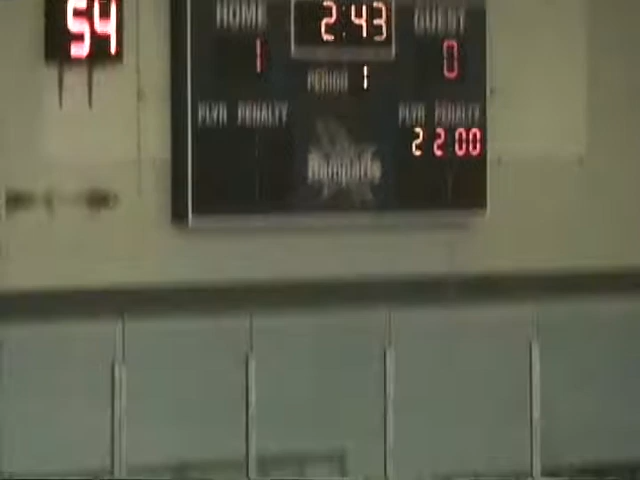 54
HOME 2:43 GUEST
1 0
PERIOD 1
PLYR PENALTY PLYR PENALTY
2 2 00